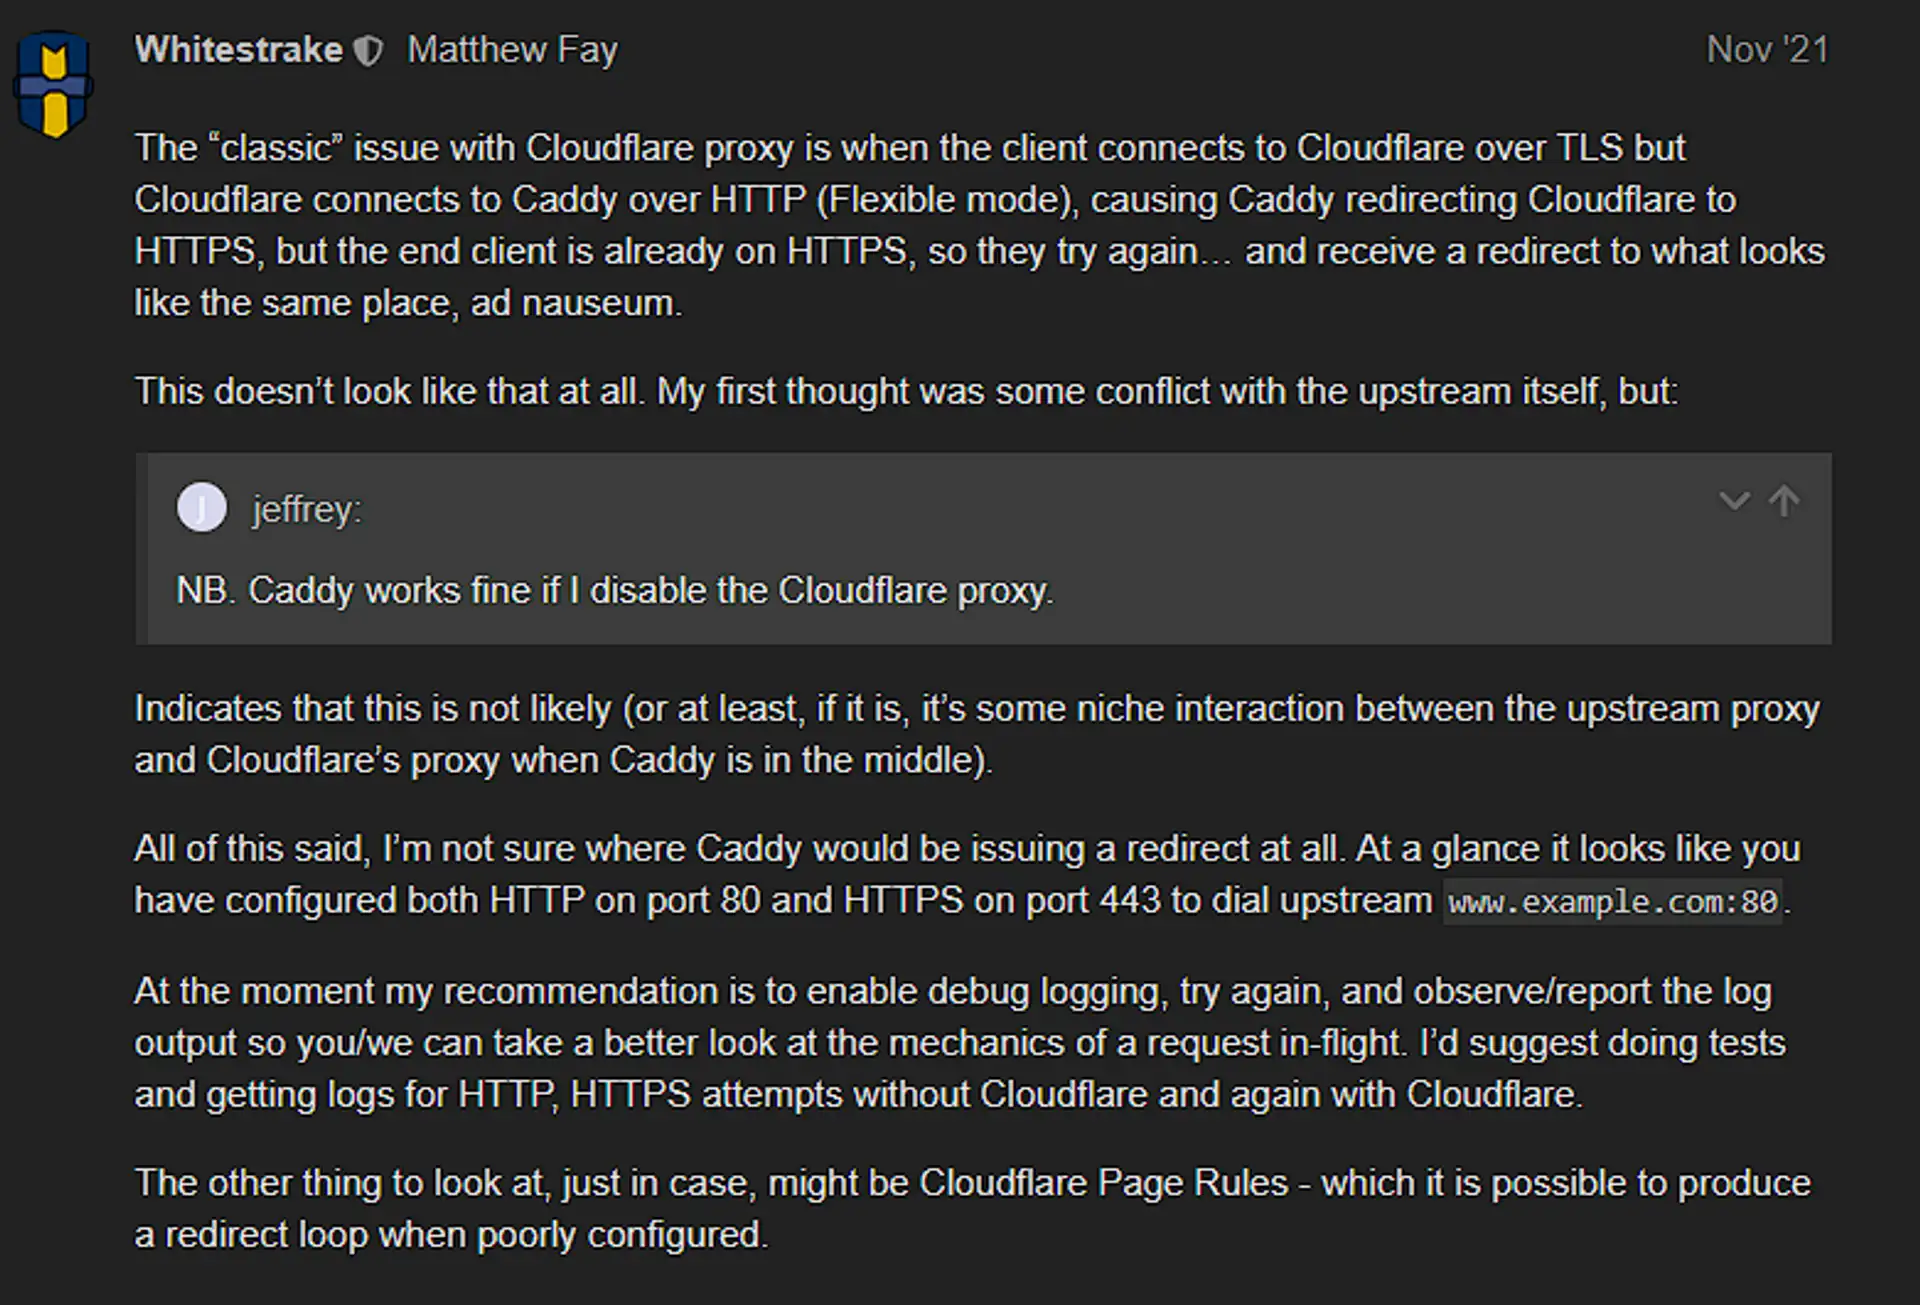 Whitestrake Matthew Fay Nov '21
The “classic” issue with Cloudflare proxy is when the client connects to Cloudflare over TLS but
Cloudflare connects to Caddy over HTTP (Flexible mode), causing Caddy redirecting Cloudflare to
HTTPS, but the end client is already on HTTPS, so they try again… and receive a redirect to what looks
like the same place, ad nauseum.
This doesn’t look like that at all. My first thought was some conflict with the upstream itself, but:
J jeffrey:
NB. Caddy works fine if I disable the Cloudflare proxy.
Indicates that this is not likely (or at least, if it is, it’s some niche interaction between the upstream proxy
and Cloudflare’s proxy when Caddy is in the middle).
All of this said, I’m not sure where Caddy would be issuing a redirect at all. At a glance it looks like you
have configured both HTTP on port 80 and HTTPS on port 443 to dial upstream www.example.com:80.
At the moment my recommendation is to enable debug logging, try again, and observe/report the log
output so you/we can take a better look at the mechanics of a request in-flight. I’d suggest doing tests
and getting logs for HTTP, HTTPS attempts without Cloudflare and again with Cloudflare.
The other thing to look at, just in case, might be Cloudflare Page Rules - which it is possible to produce
a redirect loop when poorly configured.